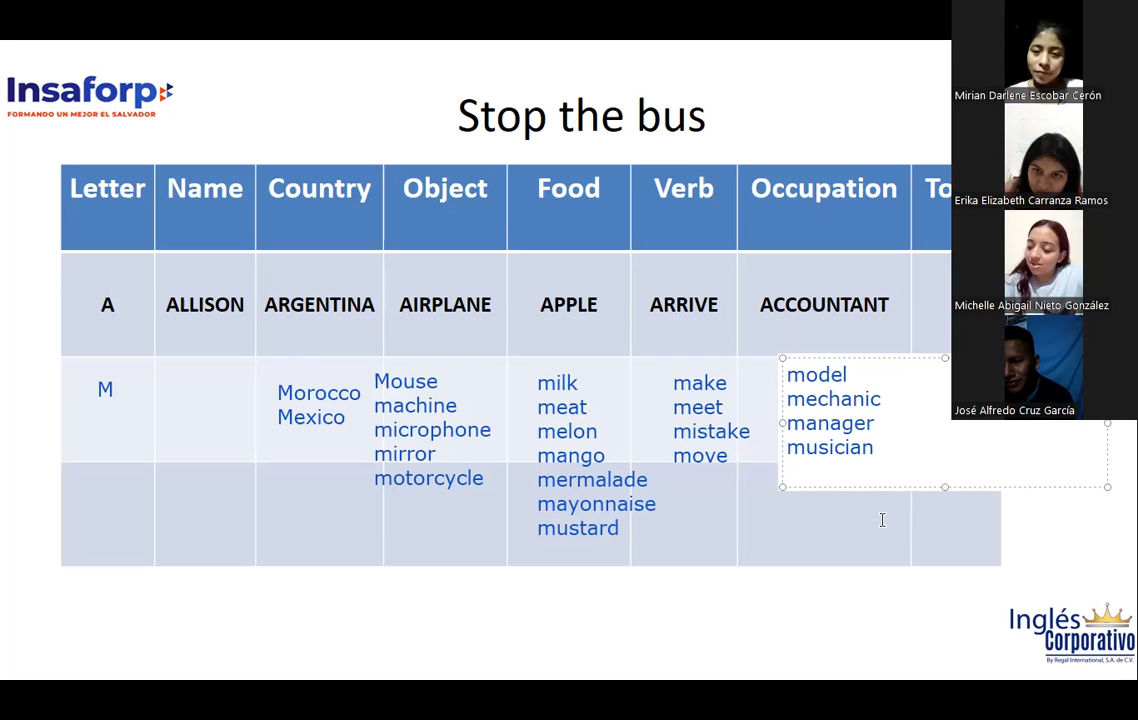 Insaforp
FORMANDO UN MEJOR EL SALVADOR
Stop the bus
Letter Name Country Object Food Verb Occupation To
A ALLISON ARGENTINA AIRPLANE APPLE ARRIVE ACCOUNTANT
M
Morocco
Mexico
Mouse
machine
microphone
mirror
motorcycle
milk
meat
melon
mango
mermalade
mayonnaise
mustard
make
meet
mistake
move
model
mechanic
manager
musician
Mirian Darlene Escobar Cerón
Erika Elizabeth Carranza Ramos
Michelle Abigail Nieto González
José Alfredo Cruz García
Inglés
Corporativo
By Regal International, S.A. de C.V.